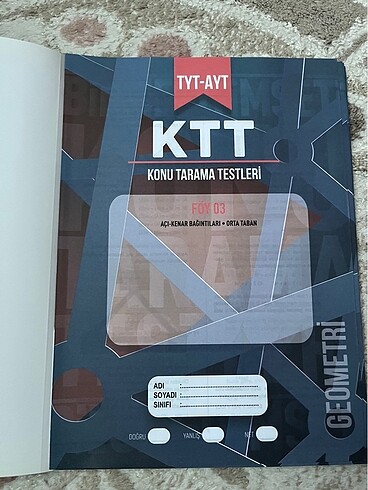 TYT-AYT
KTT
KONU TARAMA TESTLERİ
FÖY 03
AÇI-KENAR BAĞINTILARI • ORTA TABAN
GEOMETRİ
ADI :
SOYADI :
SINIFI :
DOĞRU
YANLIŞ
NET